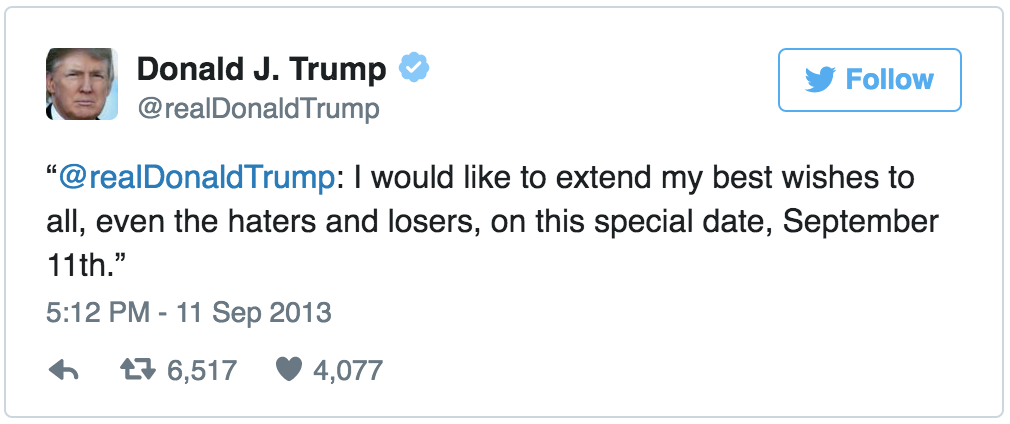 Donald J. Trump
Follow
@realDonaldTrump
“@realDonaldTrump: I would like to extend my best wishes to
all, even the haters and losers, on this special date, September
11th.”
5:12 PM - 11 Sep 2013
6,517 4,077